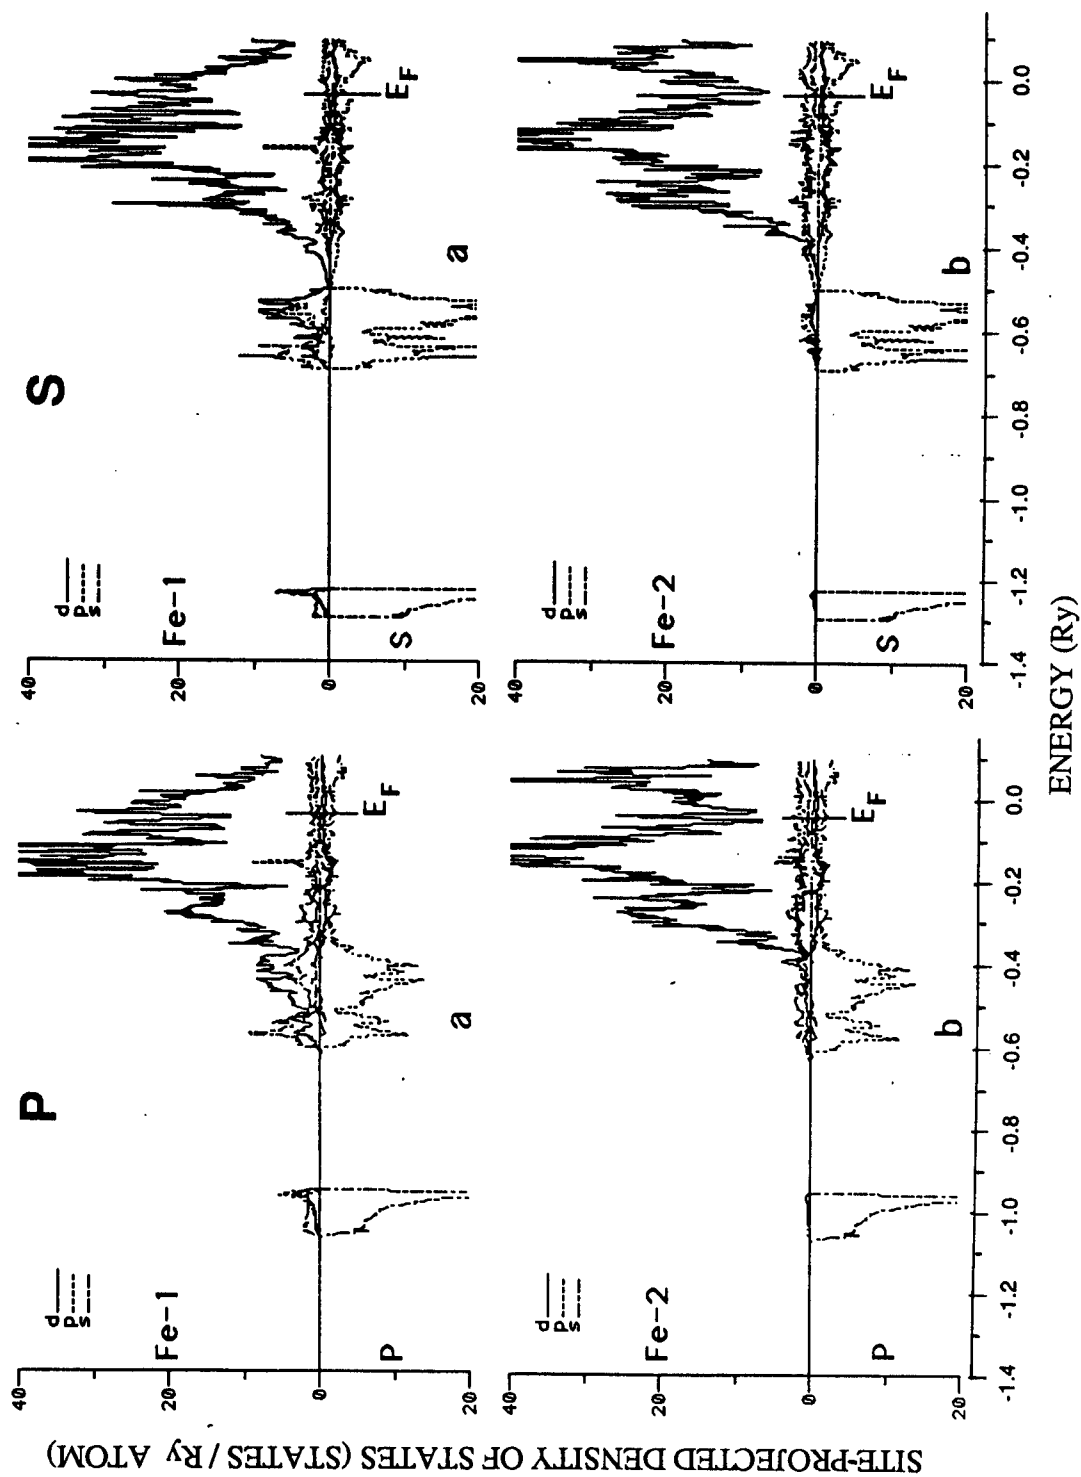 SITE-PROJECTED DENSITY OF STATES (STATES / Ry ATOM)
P
40
20
0
20
d
p
s
Fe-1
P
a
E_F
40
20
0
20
d
p
s
Fe-2
P
b
E_F
-1.4
-1.2
-1.0
-0.8
-0.6
-0.4
-0.2
0.0
S
40
20
0
20
d
p
s
Fe-1
S
a
E_F
40
20
0
20
d
p
s
Fe-2
S
b
E_F
-1.4
-1.2
-1.0
-0.8
-0.6
-0.4
-0.2
0.0
ENERGY (Ry)